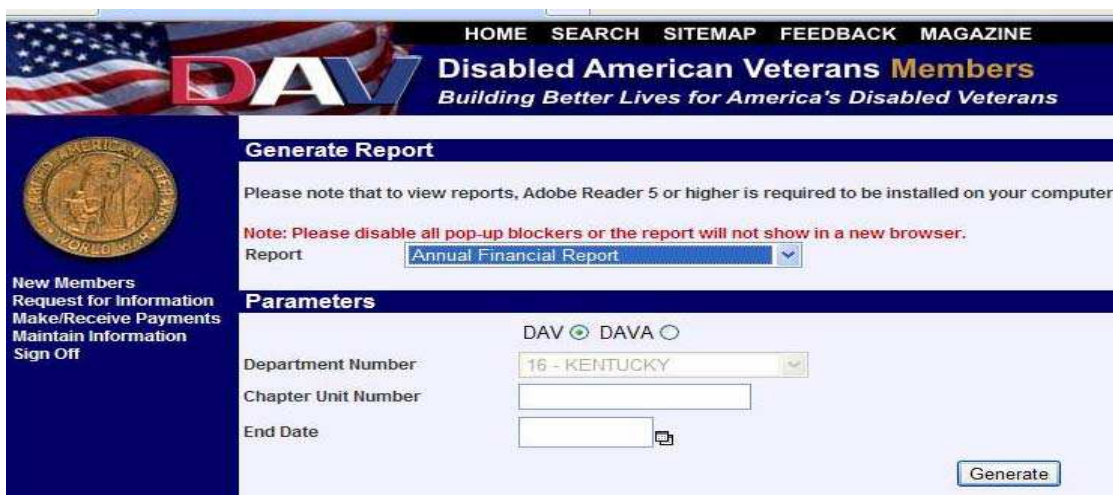 HOME SEARCH SITEMAP FEEDBACK MAGAZINE
DAV
Disabled American Veterans Members
Building Better Lives for America's Disabled Veterans
New Members
Request for Information
Make/Receive Payments
Maintain Information
Sign Off
Generate Report
Please note that to view reports, Adobe Reader 5 or higher is required to be installed on your computer
Note: Please disable all pop-up blockers or the report will not show in a new browser.
Report Annual Financial Report
Parameters
DAV DAVA
Department Number 16 - KENTUCKY
Chapter Unit Number
End Date
Generate